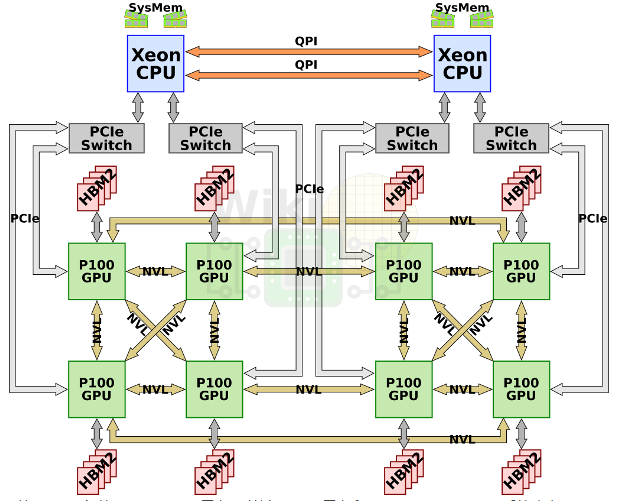 SysMem
SysMem
QPI
QPI
Xeon
CPU
Xeon
CPU
PCIe
Switch
PCIe
Switch
PCIe
Switch
PCIe
Switch
HBM2
HBM2
HBM2
HBM2
PCIe
PCIe
PCIe
Wiki
NVL
P100
GPU
NVL
P100
GPU
NVL
P100
GPU
NVL
P100
GPU
NVL
NVL
NVL
NVL
NVL
NVL
NVL
NVL
P100
GPU
NVL
P100
GPU
NVL
P100
GPU
NVL
P100
GPU
NVL
HBM2
HBM2
HBM2
HBM2